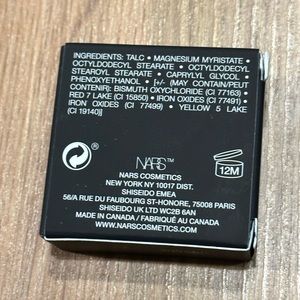 INGREDIENTS: TALC • MAGNESIUM MYRISTATE •
OCTYLDODECYL STEARATE • OCTYLDODECYL
STEAROYL STEARATE • CAPRYLYL GLYCOL •
PHENOXYETHANOL • [+/- (MAY CONTAIN/PEUT
CONTENIR): BISMUTH OXYCHLORIDE (CI 77163) •
RED 7 LAKE (CI 15850) • IRON OXIDES (CI 77491) •
IRON OXIDES (CI 77499) • YELLOW 5 LAKE
(CI 19140)]
NARS™
12M
NARS COSMETICS
NEW YORK NY 10017 DIST.
SHISEIDO EMEA
56/A RUE DU FAUBOURG ST-HONORE, 75008 PARIS
SHISEIDO UK LTD WC2B 6AN
MADE IN CANADA / FABRIQUÉ AU CANADA
WWW.NARSCOSMETICS.COM